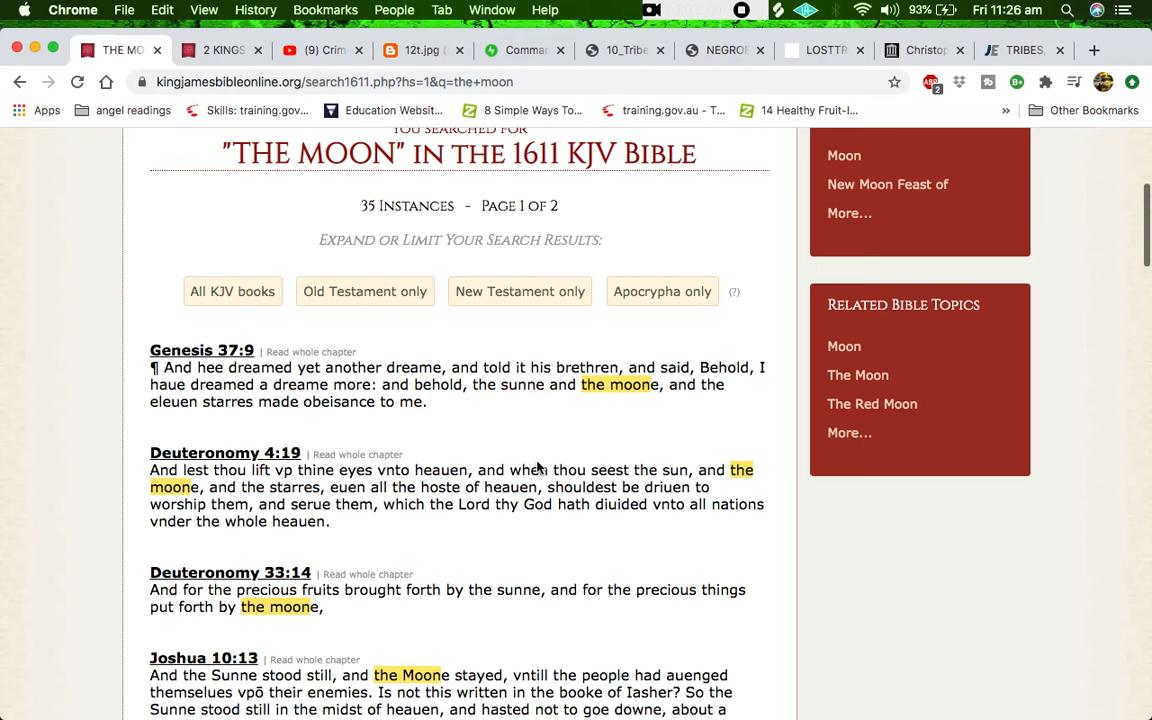 Chrome File Edit View History Bookmarks People Tab Window Help 93% Fri 11:26 am
THE MO 2 KINGS (9) Crim 12t.jpg ( Comman 10_Tribe NEGROE LOSTTR Christop TRIBES,
kingjamesbibleonline.org/search1611.php?hs=1&q=the+moon
Apps angel readings Skills: training.gov... Education Websit... 8 Simple Ways To... training.gov.au - T... 14 Healthy Fruit-I... » Other Bookmarks
YOU SEARCHED FOR
"THE MOON" IN THE 1611 KJV BIBLE
35 INSTANCES - PAGE 1 OF 2
EXPAND OR LIMIT YOUR SEARCH RESULTS:
All KJV books Old Testament only New Testament only Apocrypha only (?)
Genesis 37:9 | Read whole chapter
¶ And hee dreamed yet another dreame, and told it his brethren, and said, Behold, I
haue dreamed a dreame more: and behold, the sunne and the moone, and the
eleuen starres made obeisance to me.
Deuteronomy 4:19 | Read whole chapter
And lest thou lift vp thine eyes vnto heauen, and when thou seest the sun, and the
moone, and the starres, euen all the hoste of heauen, shouldest be driuen to
worship them, and serue them, which the Lord thy God hath diuided vnto all nations
vnder the whole heauen.
Deuteronomy 33:14 | Read whole chapter
And for the precious fruits brought forth by the sunne, and for the precious things
put forth by the moone,
Joshua 10:13 | Read whole chapter
And the Sunne stood still, and the Moone stayed, vntill the people had auenged
themselues vpõ their enemies. Is not this written in the booke of Iasher? So the
Sunne stood still in the midst of heauen, and hasted not to goe downe, about a
Moon
New Moon Feast of
More...
RELATED BIBLE TOPICS
Moon
The Moon
The Red Moon
More...